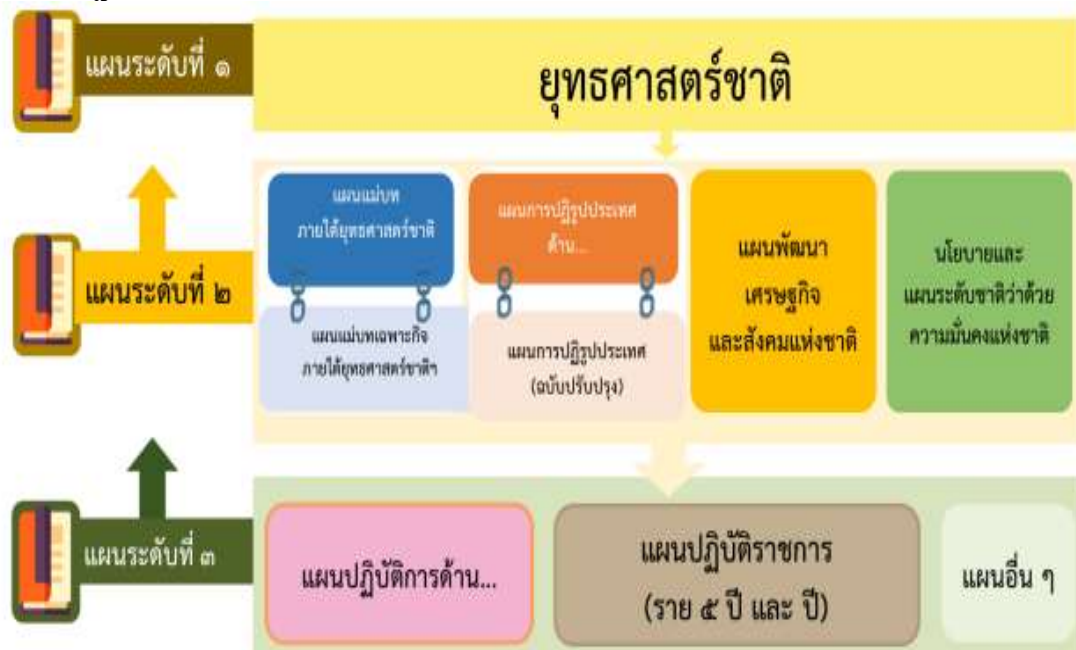 แผนระดับที่ ๑
ยุทธศาสตร์ชาติ
แผนระดับที่ ๒
แผนแม่บท
ภายใต้ยุทธศาสตร์ชาติ
แผนแม่บทเฉพาะกิจ
ภายใต้ยุทธศาสตร์ชาติฯ
แผนการปฏิรูปประเทศ
ด้าน...
แผนการปฏิรูปประเทศ
(ฉบับปรับปรุง)
แผนพัฒนา
เศรษฐกิจ
และสังคมแห่งชาติ
นโยบายและ
แผนระดับชาติว่าด้วย
ความมั่นคงแห่งชาติ
แผนระดับที่ ๓
แผนปฏิบัติการด้าน...
แผนปฏิบัติราชการ
(ราย ๕ ปี และ ปี)
แผนอื่น ๆ